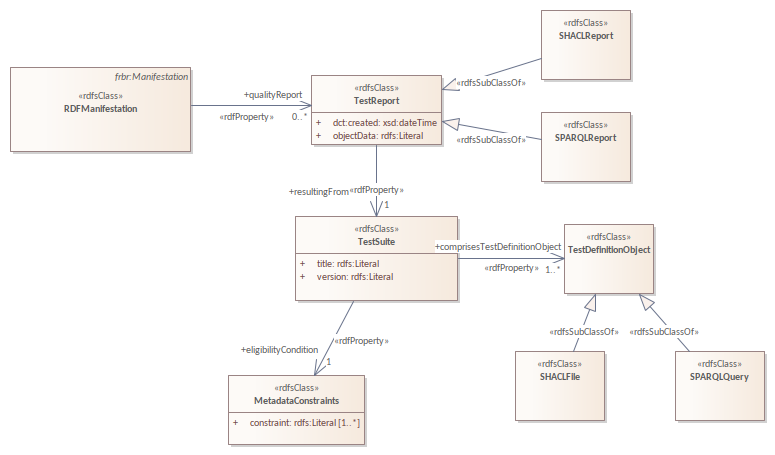 «rdfsClass»
SHACLReport
frbr:Manifestation
«rdfsClass»
RDFManifestation
+qualityReport
«rdfProperty»
0..*
«rdfsClass»
TestReport
+ dct:created: xsd:dateTime
+ objectData: rdfs:Literal
«rdfsSubClassOf»
«rdfsClass»
SPARQLReport
«rdfsSubClassOf»
+resultingFrom «rdfProperty»
1
«rdfsClass»
TestSuite
+ title: rdfs:Literal
+ version: rdfs:Literal
+comprisesTestDefinitionObject
«rdfProperty»
1..*
«rdfsClass»
TestDefinitionObject
«rdfsSubClassOf»
«rdfsSubClassOf»
«rdfProperty»
+eligibilityCondition
1
«rdfsClass»
SHACLFile
«rdfsClass»
SPARQLQuery
«rdfsClass»
MetadataConstraints
+ constraint: rdfs:Literal [1..*]